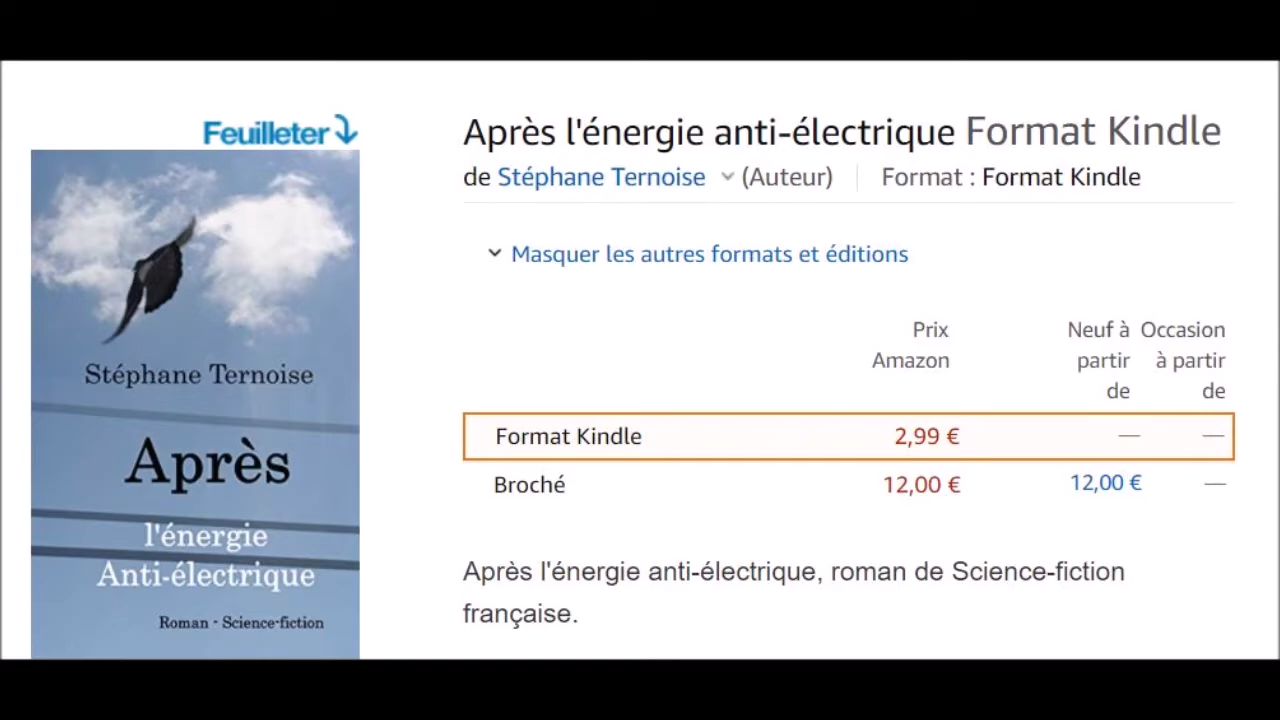 Feuilleter
Stéphane Ternoise
Après
l'énergie
Anti-électrique
Roman - Science-fiction
Après l'énergie anti-électrique Format Kindle
de Stéphane Ternoise (Auteur) Format : Format Kindle
Masquer les autres formats et éditions
Prix Amazon
Neuf à partir de
Occasion à partir de
Format Kindle 2,99 € — —
Broché 12,00 € 12,00 € —
Après l'énergie anti-électrique, roman de Science-fiction
française.